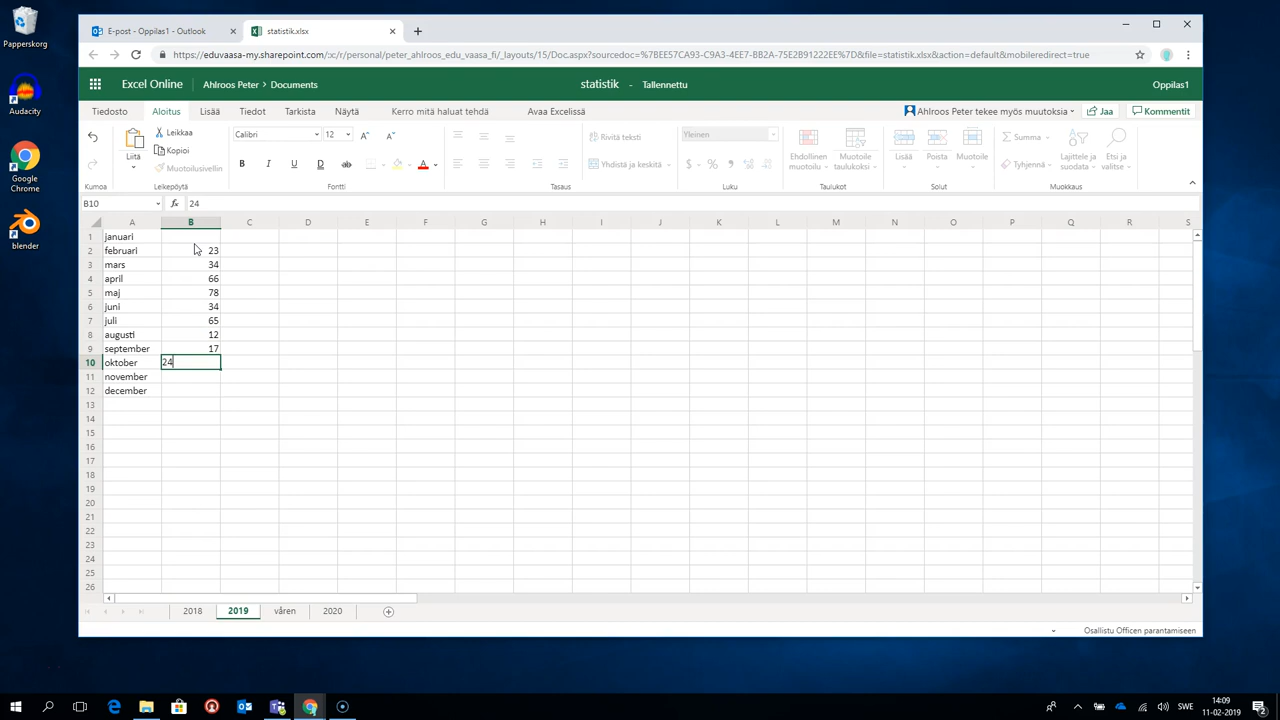 Papperskorg
Audacity
Google
Chrome
blender
E-post - Oppilas1 - Outlook
statistik.xlsx
https://eduvaasa-my.sharepoint.com/:x:/r/personal/peter_ahlroos_edu_vaasa_fi/_layouts/15/Doc.aspx?sourcedoc=%7BEE57CA93-C9A3-4EE7-BB2A-75E2B91222EE%7D&file=statistik.xlsx&action=default&mobileredirect=true
Excel Online
Ahlroos Peter > Documents
statistik - Tallennettu
Oppilas1
Tiedosto Aloitus Lisää Tiedot Tarkista Näytä Kerro mitä haluat tehdä Avaa Excelissä
Ahlroos Peter tekee myös muutoksia
Jaa
Kommentit
Leikkaa
Kopioi
Muotoilusivellin
Liitä
Calibri 12
B I U D ab
A
Rivitä teksti
Yhdistä ja keskitä
Yleinen
$ % ,
Ehdollinen
muotoilu
Muotoile
taulukoksi
Lisää
Poista
Muotoile
Summa
Tyhjennä
Lajittele ja
suodata
Etsi ja
valitse
Kumoa Leikepöytä Fontti Tasaus Luku Taulukot Solut Muokkaus
B10 fx 24
A B C D E F G H I J K L M N O P Q R S
1 januari
2 februari 23
3 mars 34
4 april 66
5 maj 78
6 juni 34
7 juli 65
8 augusti 12
9 september 17
10 oktober 24
11 november
12 december
13
14
15
16
17
18
19
20
21
22
23
24
25
26
2018 2019 våren 2020
Osallistu Officen parantamiseen
SWE
14:09
11-02-2019
2